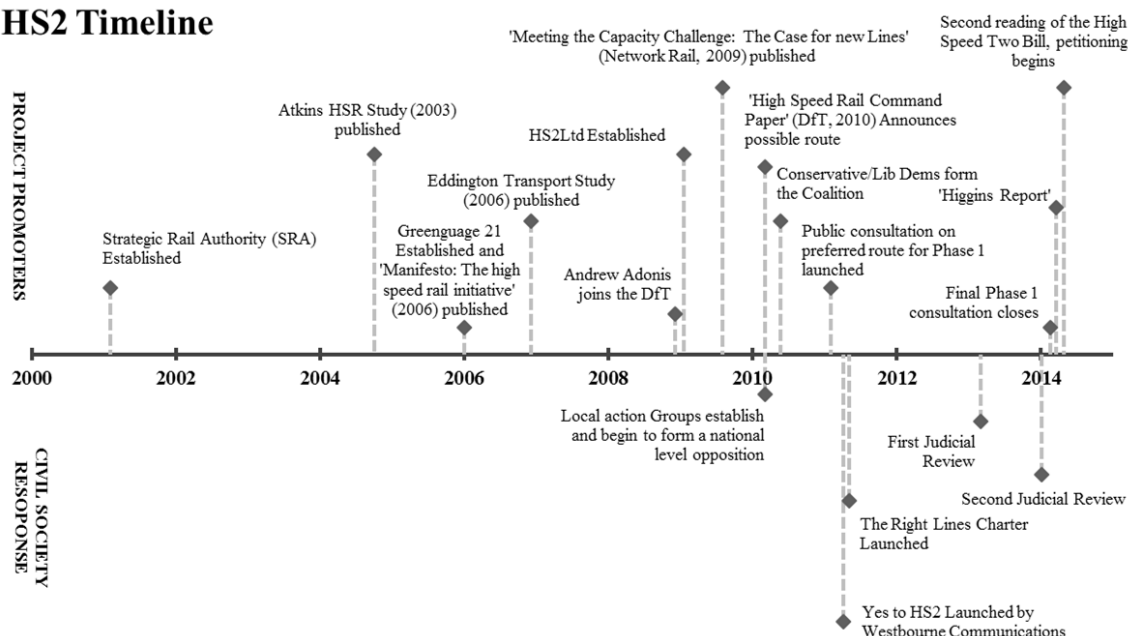 HS2 Timeline
PROJECT PROMOTERS
Strategic Rail Authority (SRA)
Established
Atkins HSR Study (2003)
published
Greenguage 21
Established and
'Manifesto: The high
speed rail initiative'
(2006) published
Eddington Transport Study
(2006) published
Andrew Adonis
joins the DfT
HS2Ltd Established
'Meeting the Capacity Challenge: The Case for new Lines'
(Network Rail, 2009) published
'High Speed Rail Command
Paper' (DfT, 2010) Announces
possible route
Conservative/Lib Dems form
the Coalition
Public consultation on
preferred route for Phase 1
launched
Final Phase 1
consultation closes
'Higgins Report'
Second reading of the High
Speed Two Bill, petitioning
begins
2000 2002 2004 2006 2008 2010 2012 2014
CIVIL SOCIETY
RESOPONSE
Local action Groups establish
and begin to form a national
level opposition
First Judicial
Review
Second Judicial Review
The Right Lines Charter
Launched
Yes to HS2 Launched by
Westbourne Communications